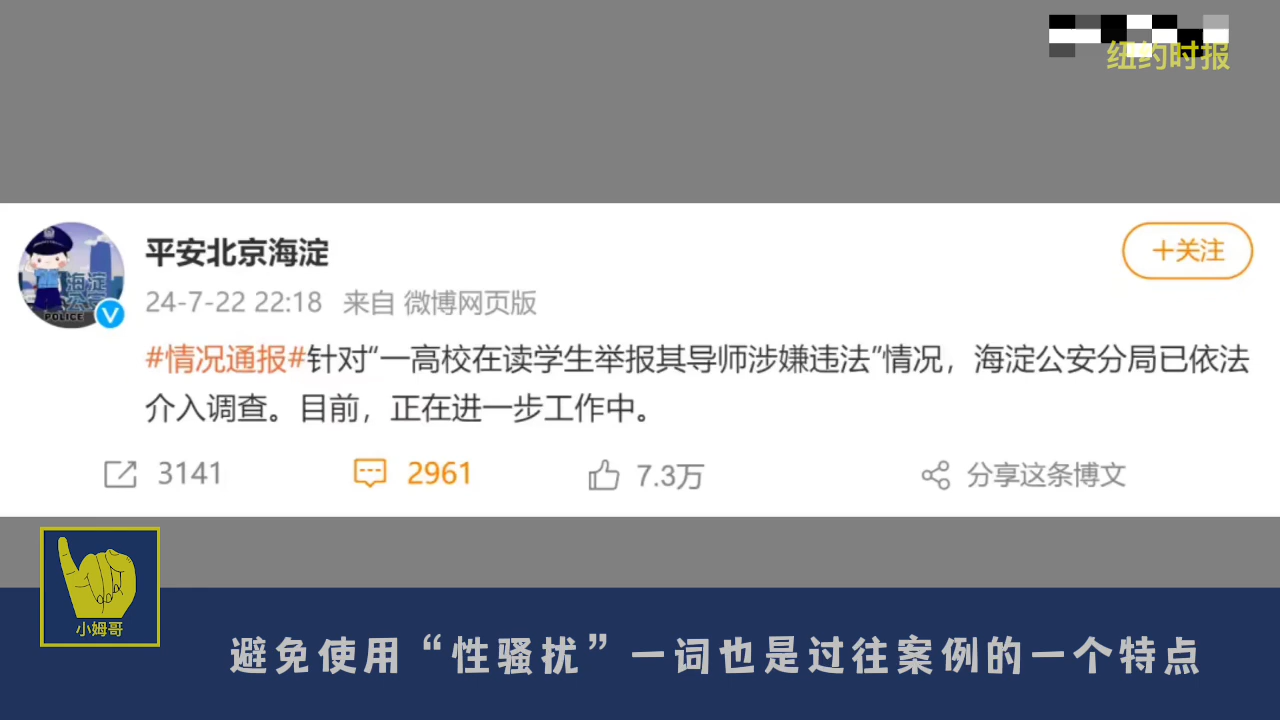 纽约时报
平安北京海淀
+关注
24-7-22 22:18 来自 微博网页版
#情况通报#针对“一高校在读学生举报其导师涉嫌违法”情况，海淀公安分局已依法
介入调查。目前，正在进一步工作中。
3141 2961 7.3万 分享这条博文
海淀
公安
POLICE
小姆哥
避免使用“性骚扰”一词也是过往案例的一个特点